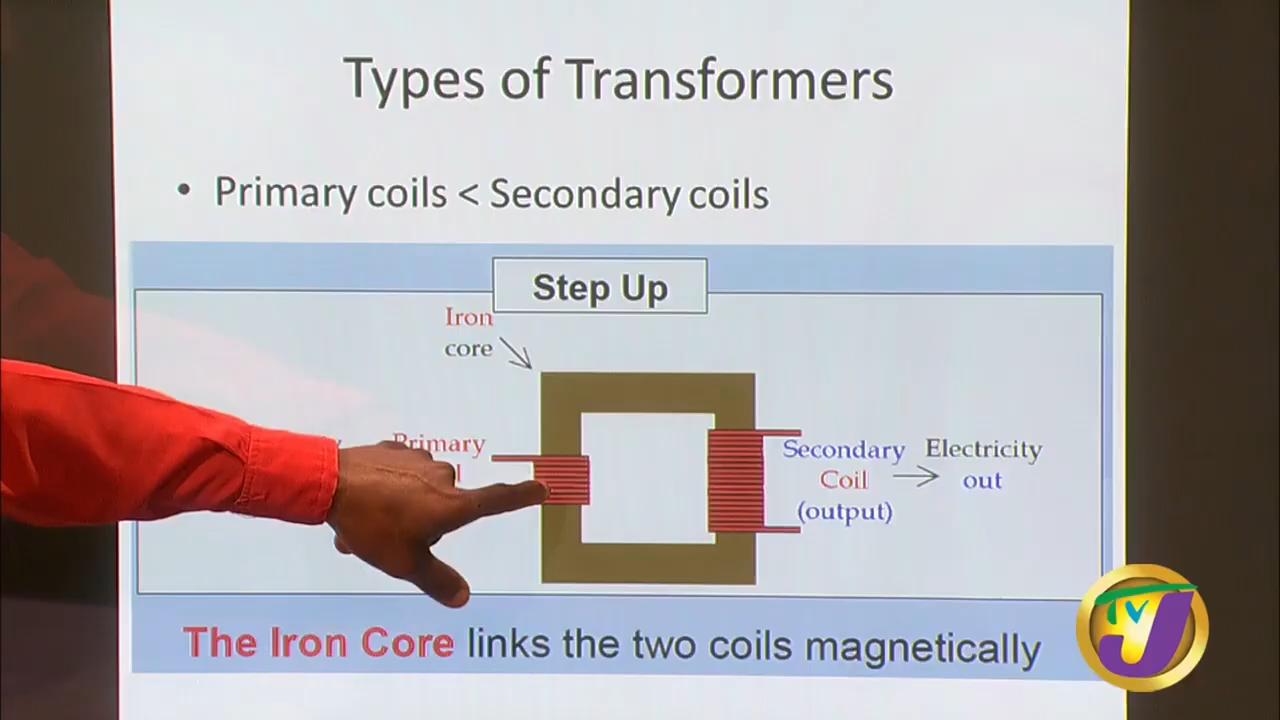 Types of Transformers
• Primary coils < Secondary coils
Step Up
Iron
core
Primary
Secondary
Coil
(output)
Electricity
out
The Iron Core links the two coils magnetically
TVJ